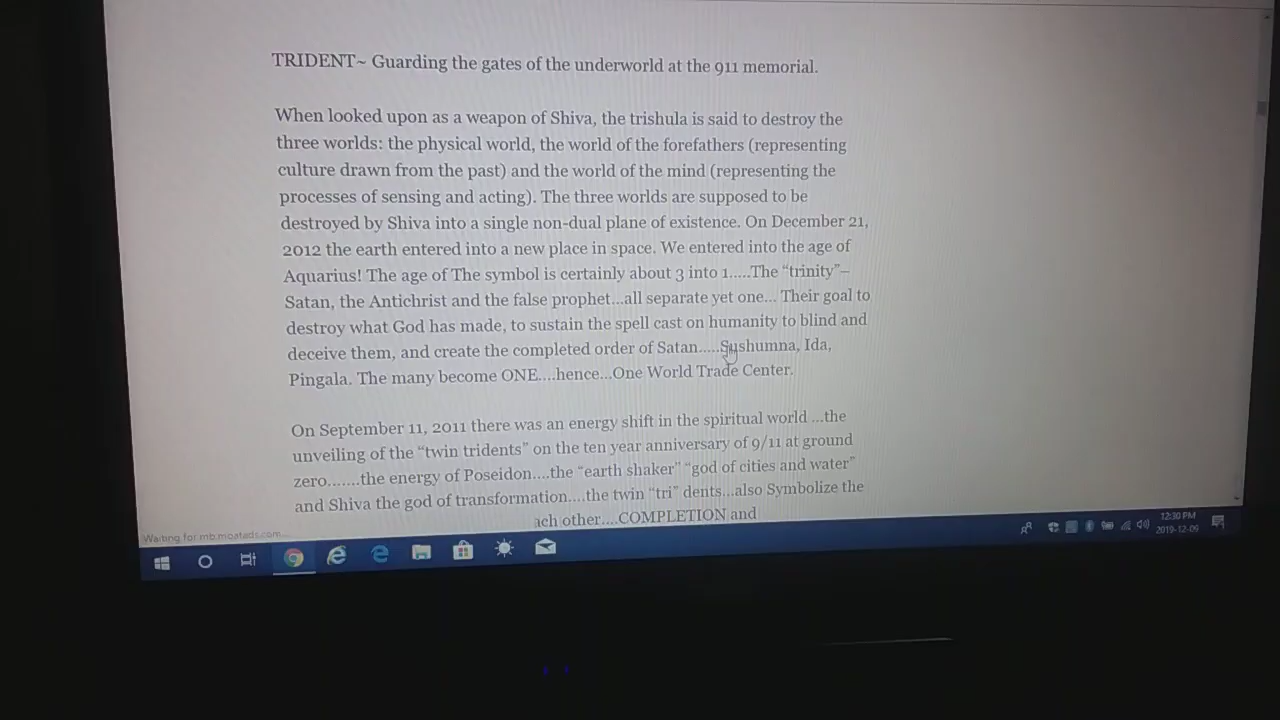 TRIDENT~ Guarding the gates of the underworld at the 911 memorial.
When looked upon as a weapon of Shiva, the trishula is said to destroy the
three worlds: the physical world, the world of the forefathers (representing
culture drawn from the past) and the world of the mind (representing the
processes of sensing and acting). The three worlds are supposed to be
destroyed by Shiva into a single non-dual plane of existence. On December 21,
2012 the earth entered into a new place in space. We entered into the age of
Aquarius! The age of The symbol is certainly about 3 into 1.....The “trinity”–
Satan, the Antichrist and the false prophet...all separate yet one... Their goal to
destroy what God has made, to sustain the spell cast on humanity to blind and
deceive them, and create the completed order of Satan.....Sushumna, Ida,
Pingala. The many become ONE....hence...One World Trade Center.
On September 11, 2011 there was an energy shift in the spiritual world ...the
unveiling of the “twin tridents” on the ten year anniversary of 9/11 at ground
zero.......the energy of Poseidon....the “earth shaker” “god of cities and water”
and Shiva the god of transformation....the twin “tri” dents...also Symbolize the
ach other....COMPLETION and
Waiting for mb.moatads.com...
12:30 PM
2019-12-09